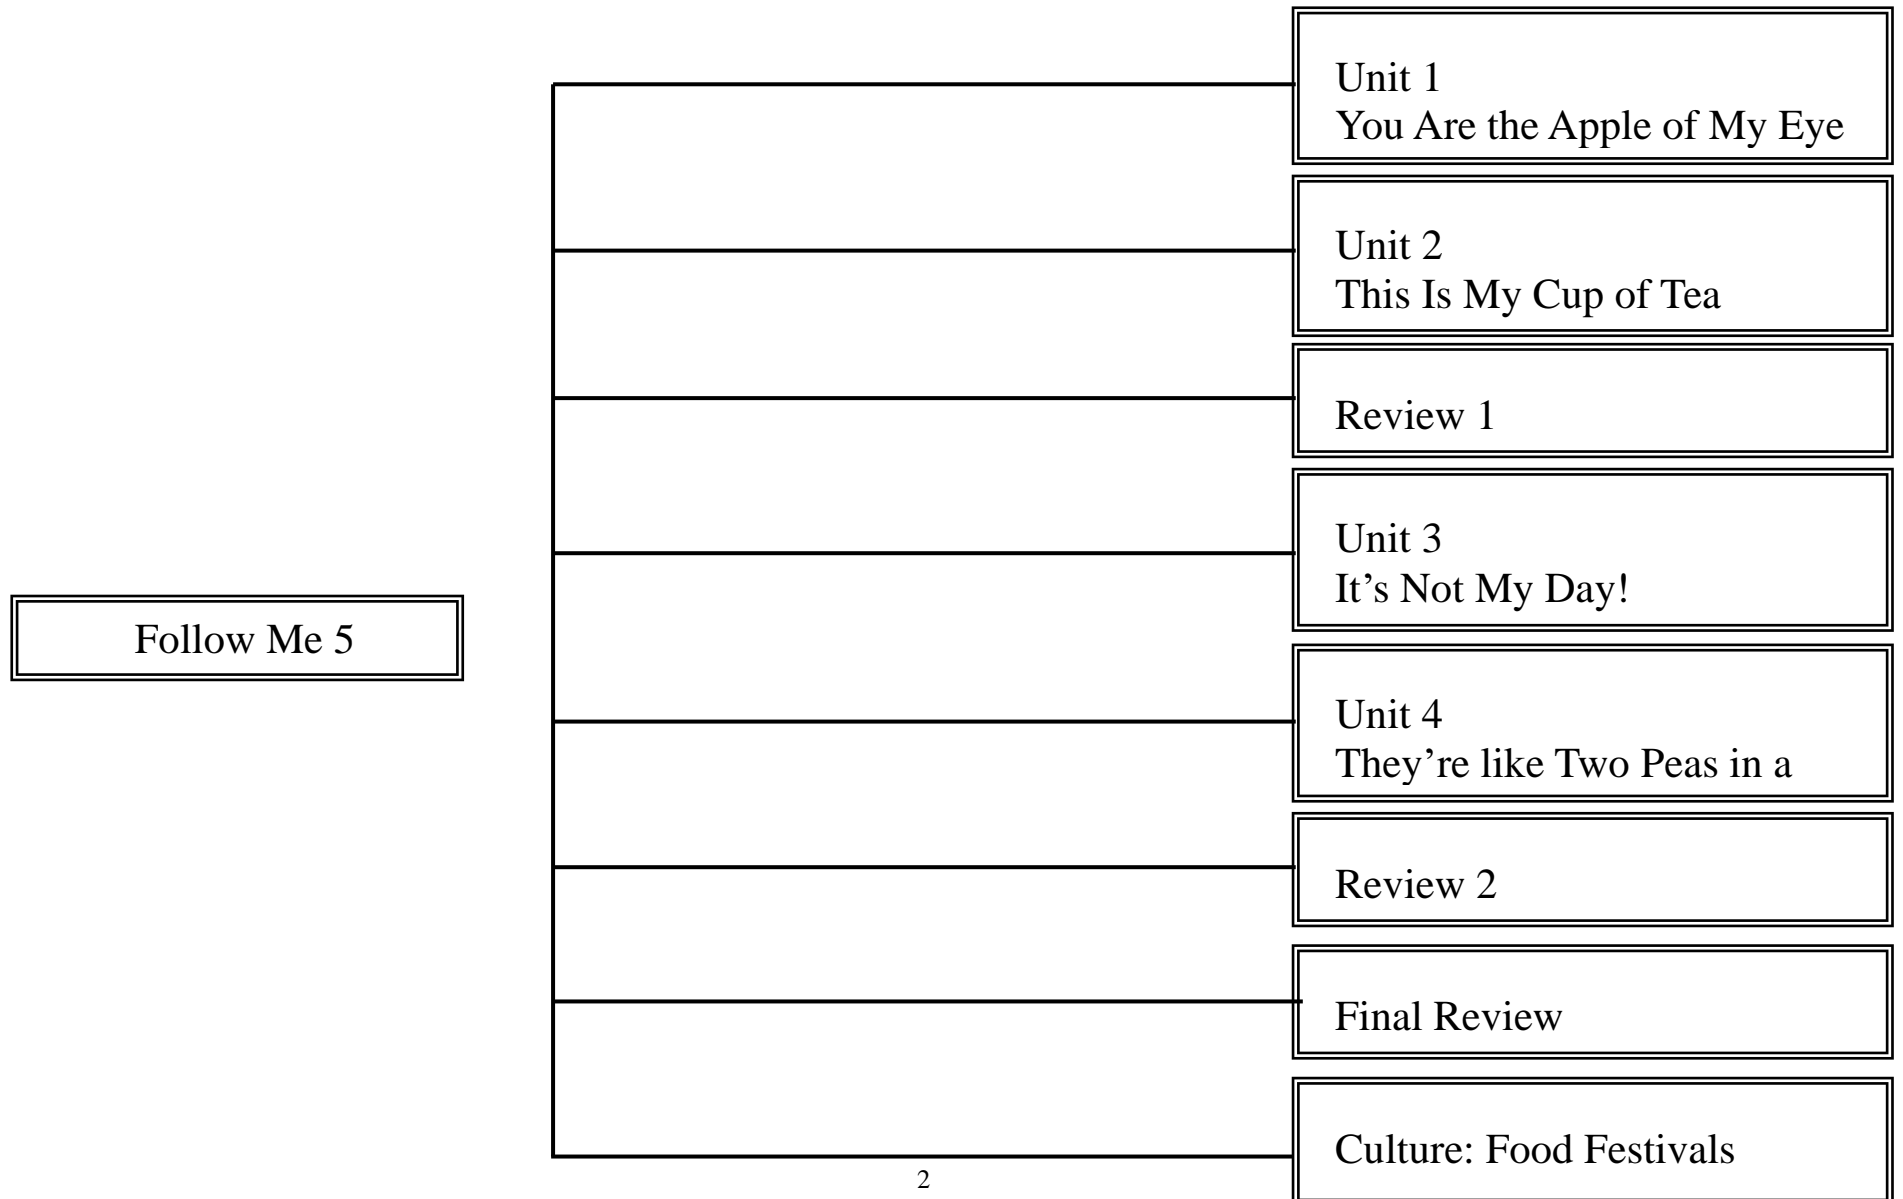 Unit 1
You Are the Apple of My Eye
Unit 2
This Is My Cup of Tea
Review 1
Unit 3
It’s Not My Day!
Follow Me 5
Unit 4
They’re like Two Peas in a
Review 2
Final Review
Culture: Food Festivals
2